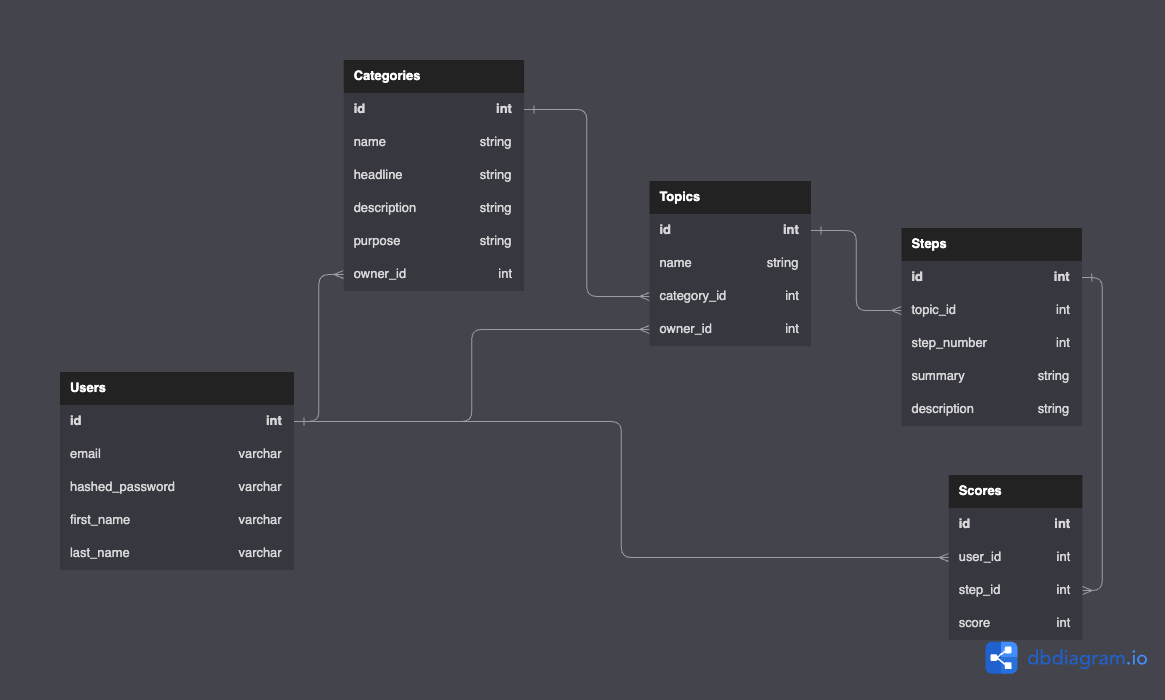 Categories
id int
name string
headline string
description string
purpose string
owner_id int
Topics
id int
name string
category_id int
owner_id int
Steps
id int
topic_id int
step_number int
summary string
description string
Users
id int
email varchar
hashed_password varchar
first_name varchar
last_name varchar
Scores
id int
user_id int
step_id int
score int
dbdiagram.io